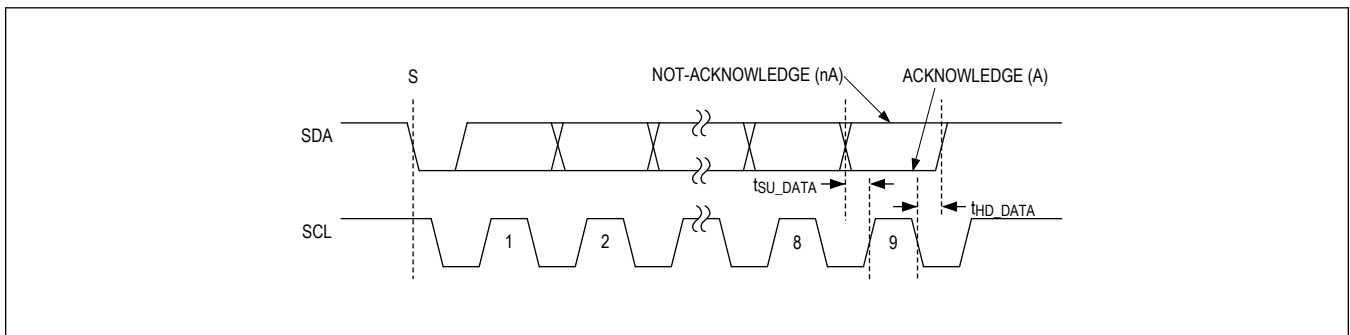 S
NOT-ACKNOWLEDGE (nA)
ACKNOWLEDGE (A)
SDA
tSU_DATA
tHD_DATA
SCL
1
2
8
9